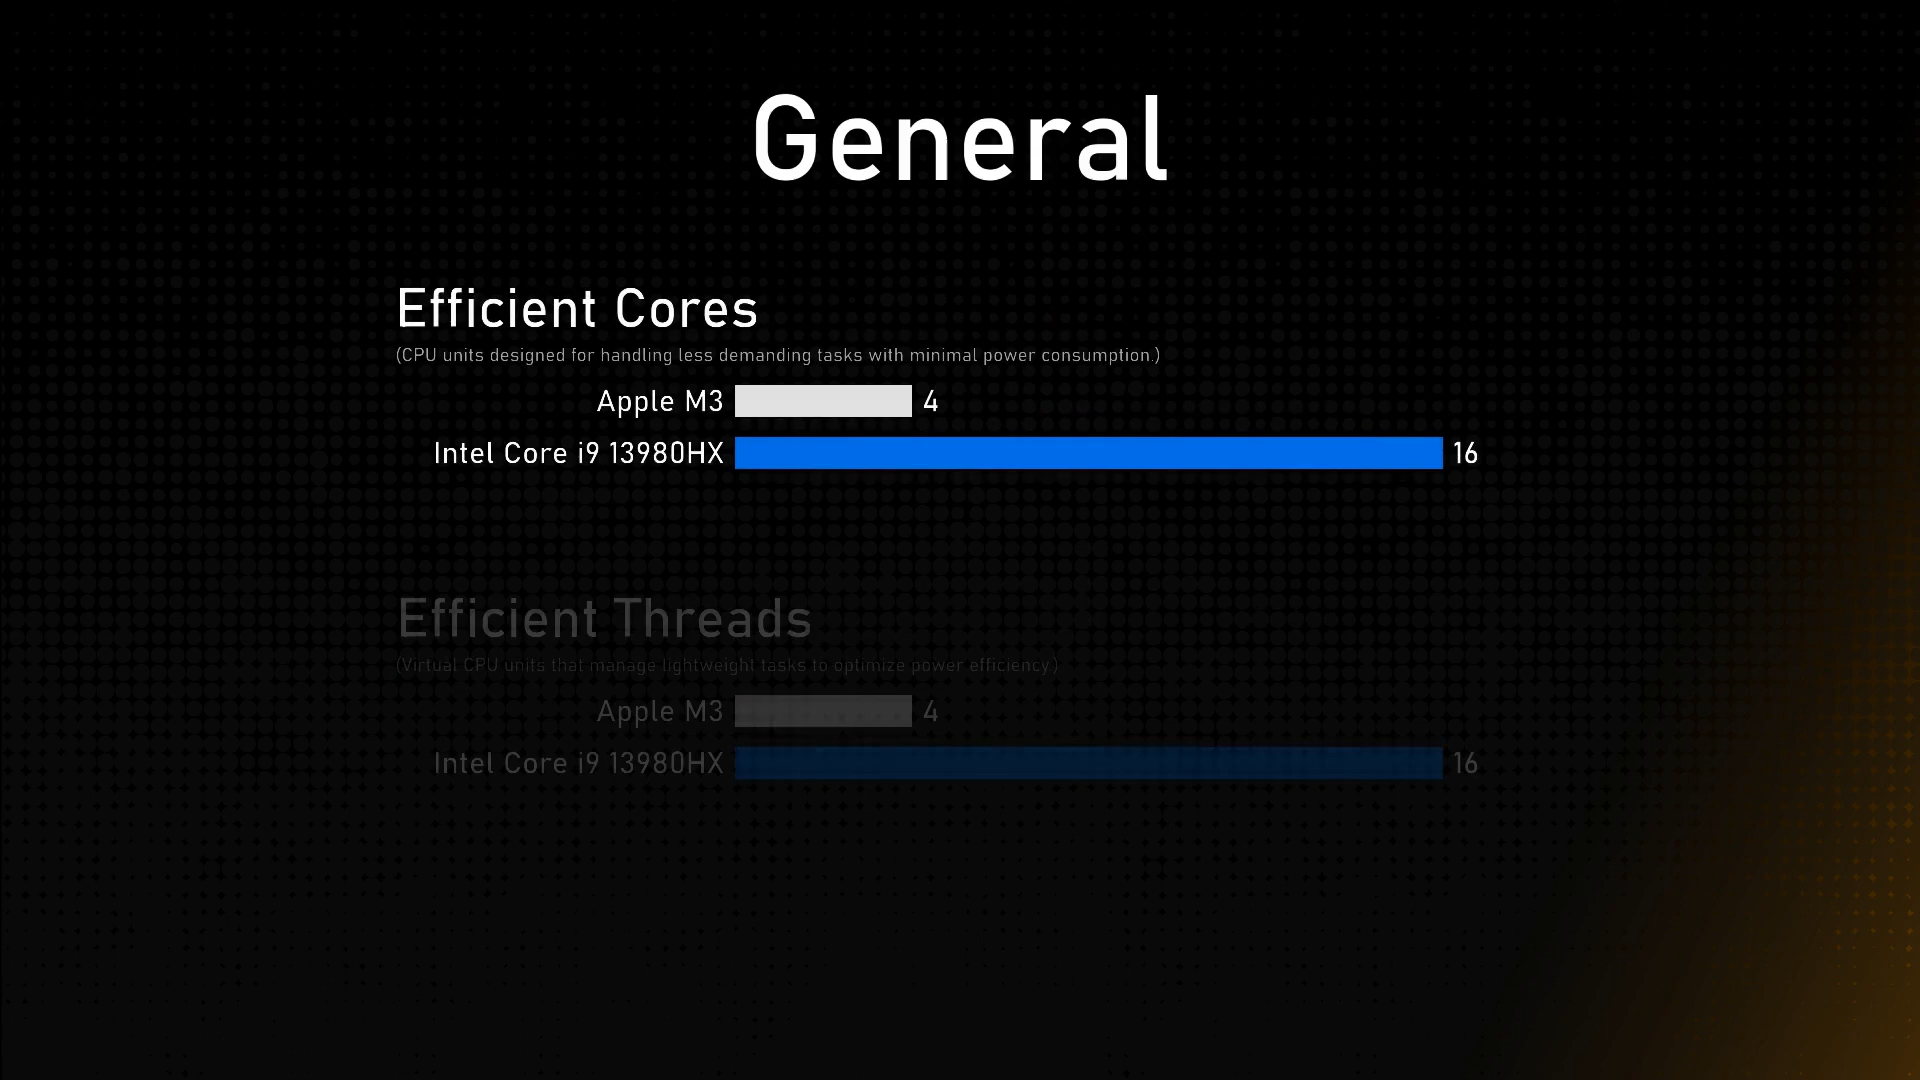 General
Efficient Cores
(CPU units designed for handling less demanding tasks with minimal power consumption.)
Apple M3 4
Intel Core i9 13980HX 16
Efficient Threads
(Virtual CPU units that manage lightweight tasks to optimize power efficiency)
Apple M3 4
Intel Core i9 13980HX 16